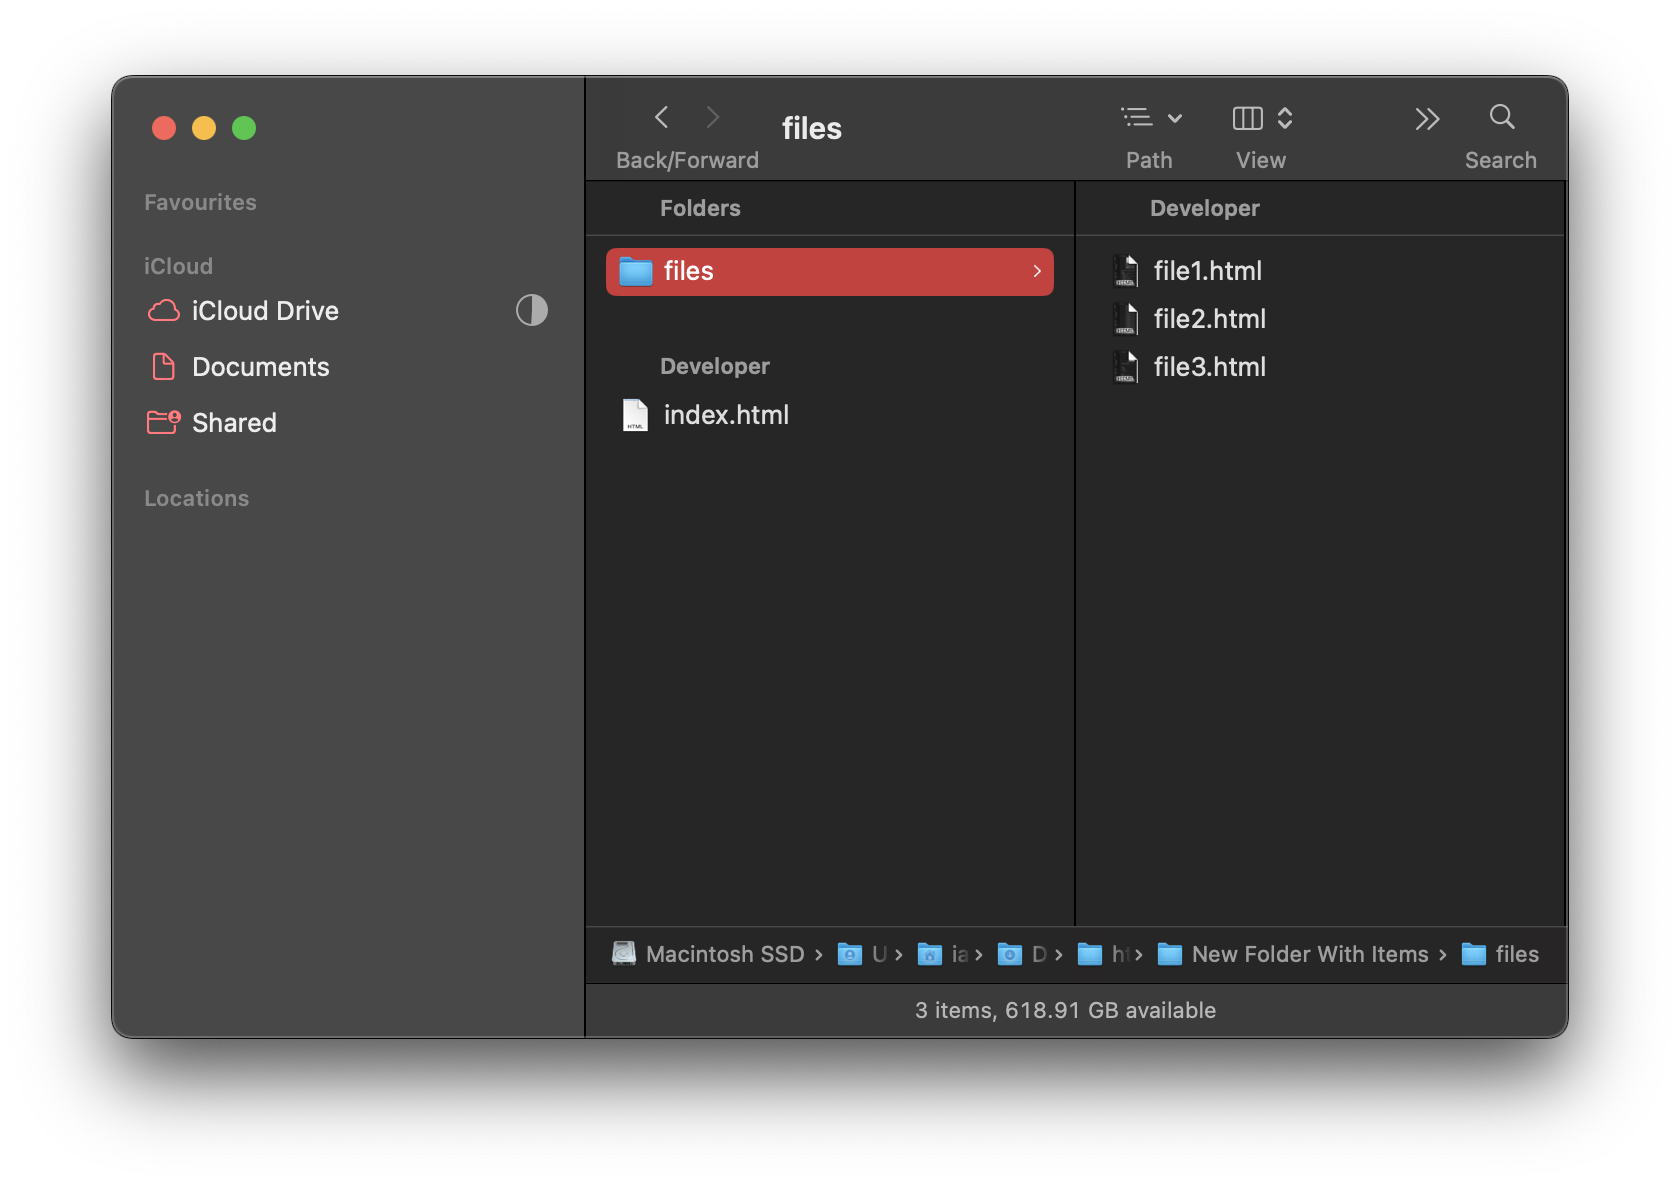 files
Back/Forward
Path
View
Search
Favourites
iCloud
iCloud Drive
Documents
Shared
Locations
Folders
files
Developer
index.html
Developer
file1.html
file2.html
file3.html
Macintosh SSD › U › ia › D › ht › New Folder With Items › files
3 items, 618.91 GB available